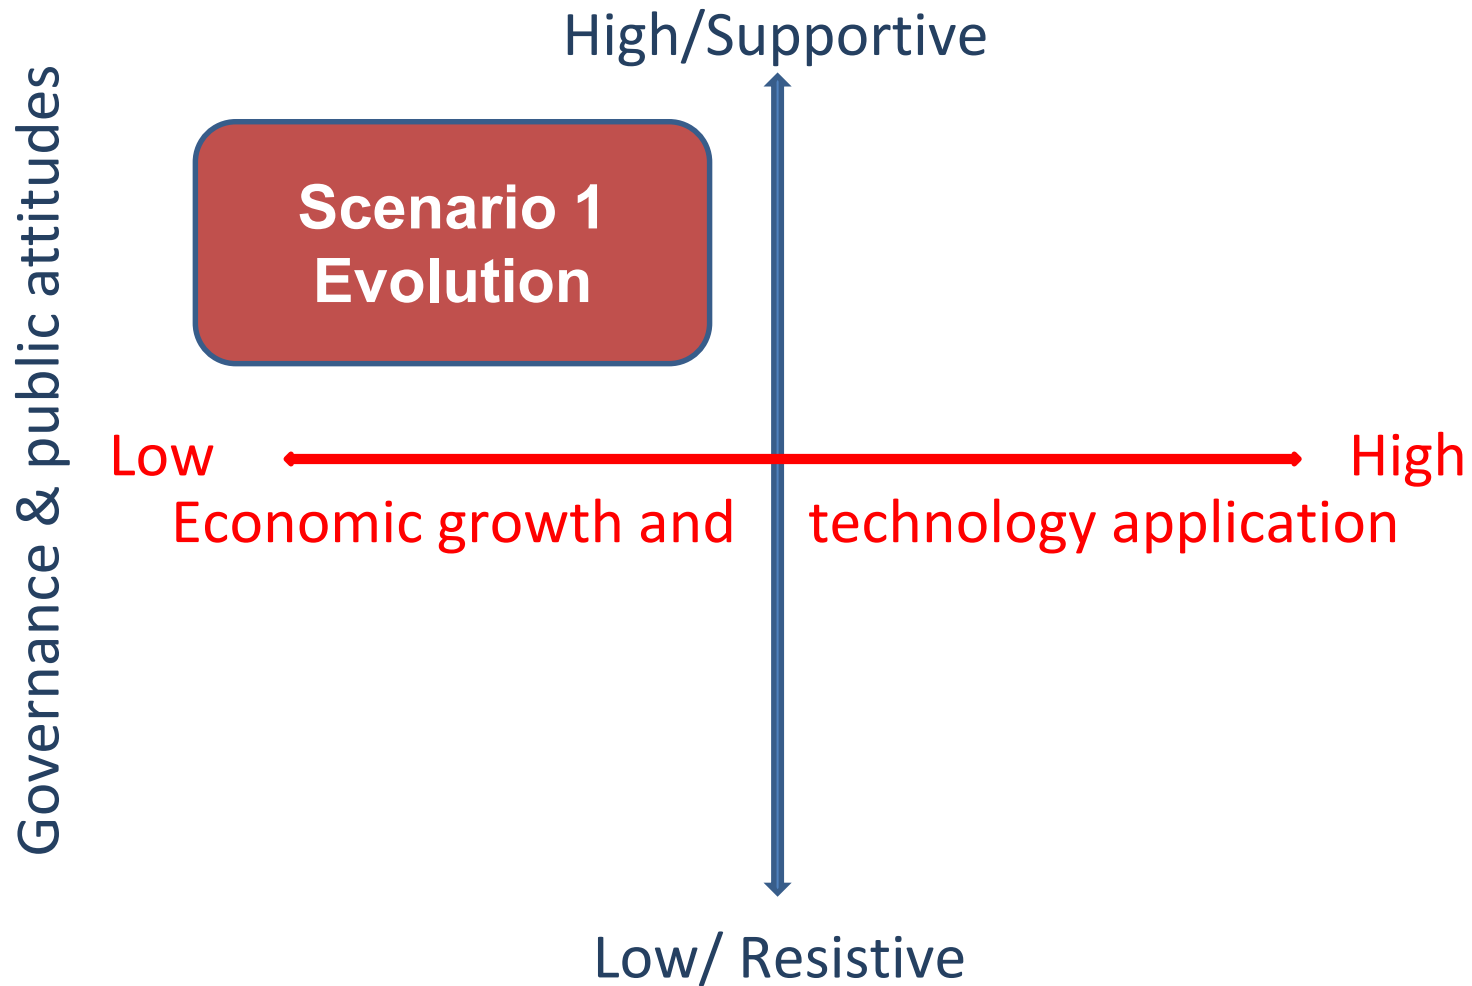 High/Supportive
Governance & public attitudes
Scenario 1
Evolution
Low
High
Economic growth and technology application
Low/ Resistive